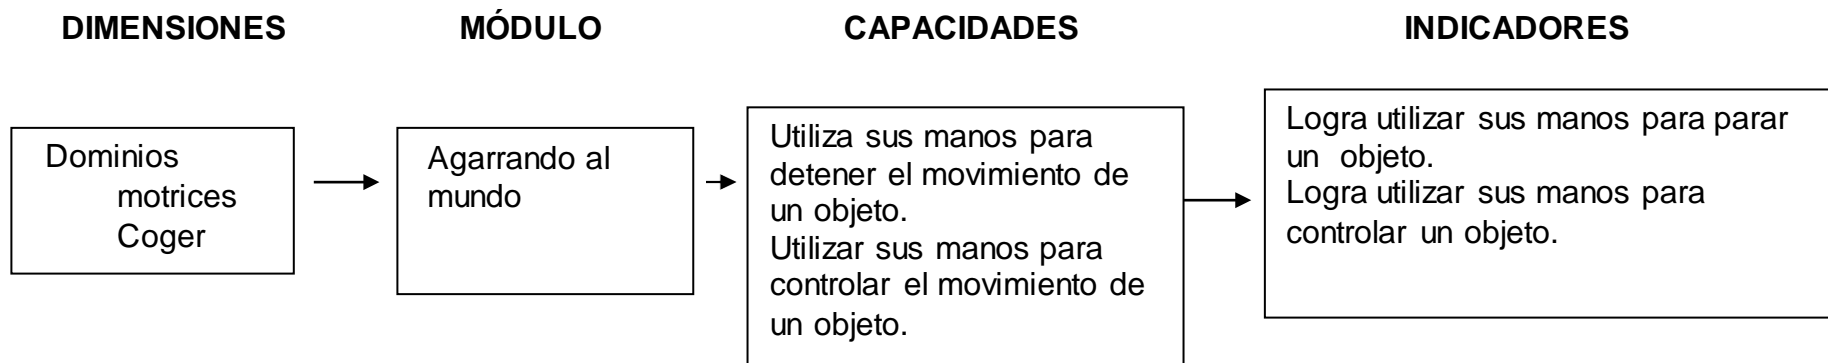 DIMENSIONES MÓDULO CAPACIDADES INDICADORES
Dominios
motrices
Coger
Agarrando al
mundo
Utiliza sus manos para
detener el movimiento de
un objeto.
Utilizar sus manos para
controlar el movimiento de
un objeto.
Logra utilizar sus manos para parar
un objeto.
Logra utilizar sus manos para
controlar un objeto.